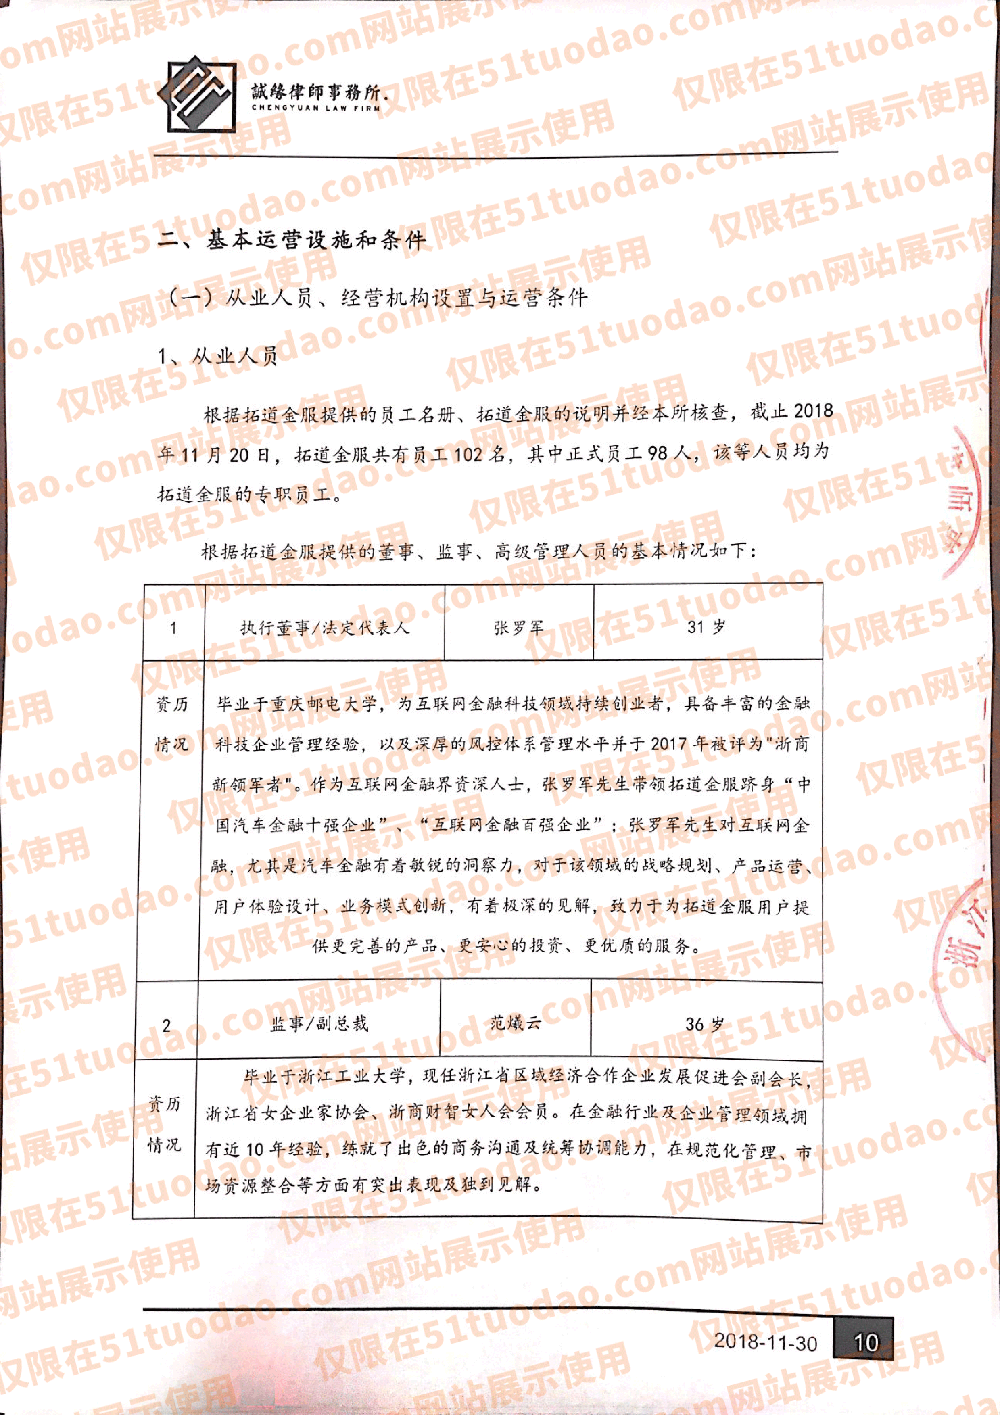 誠緣律師事務所.
CHENGYUAN LAW FIRM
二、基本运营设施和条件
（一）从业人员、经营机构设置与运营条件
1、从业人员
根据拓道金服提供的员工名册、拓道金服的说明并经本所核查，截止 2018
年 11 月 20 日，拓道金服共有员工 102 名，其中正式员工 98 人，该等人员均为
拓道金服的专职员工。
根据拓道金服提供的董事、监事、高级管理人员的基本情况如下：
1 执行董事/法定代表人 张罗军 31 岁
资历
情况
毕业于重庆邮电大学，为互联网金融科技领域持续创业者，具备丰富的金融
科技企业管理经验，以及深厚的风控体系管理水平并于 2017 年被评为"浙商
新领军者"。作为互联网金融界资深人士，张罗军先生带领拓道金服跻身“中
国汽车金融十强企业”、“互联网金融百强企业”；张罗军先生对互联网金
融，尤其是汽车金融有着敏锐的洞察力，对于该领域的战略规划、产品运营、
用户体验设计、业务模式创新，有着极深的见解，致力于为拓道金服用户提
供更完善的产品、更安心的投资、更优质的服务。
2 监事/副总裁 范爔云 36 岁
资历
情况
毕业于浙江工业大学，现任浙江省区域经济合作企业发展促进会副会长，
浙江省女企业家协会、浙商财智女人会会员。在金融行业及企业管理领域拥
有近 10 年经验，练就了出色的商务沟通及统筹协调能力，在规范化管理、市
场资源整合等方面有突出表现及独到见解。
2018-11-30 10
仅限在51tuodao.com网站展示使用
浙江
师